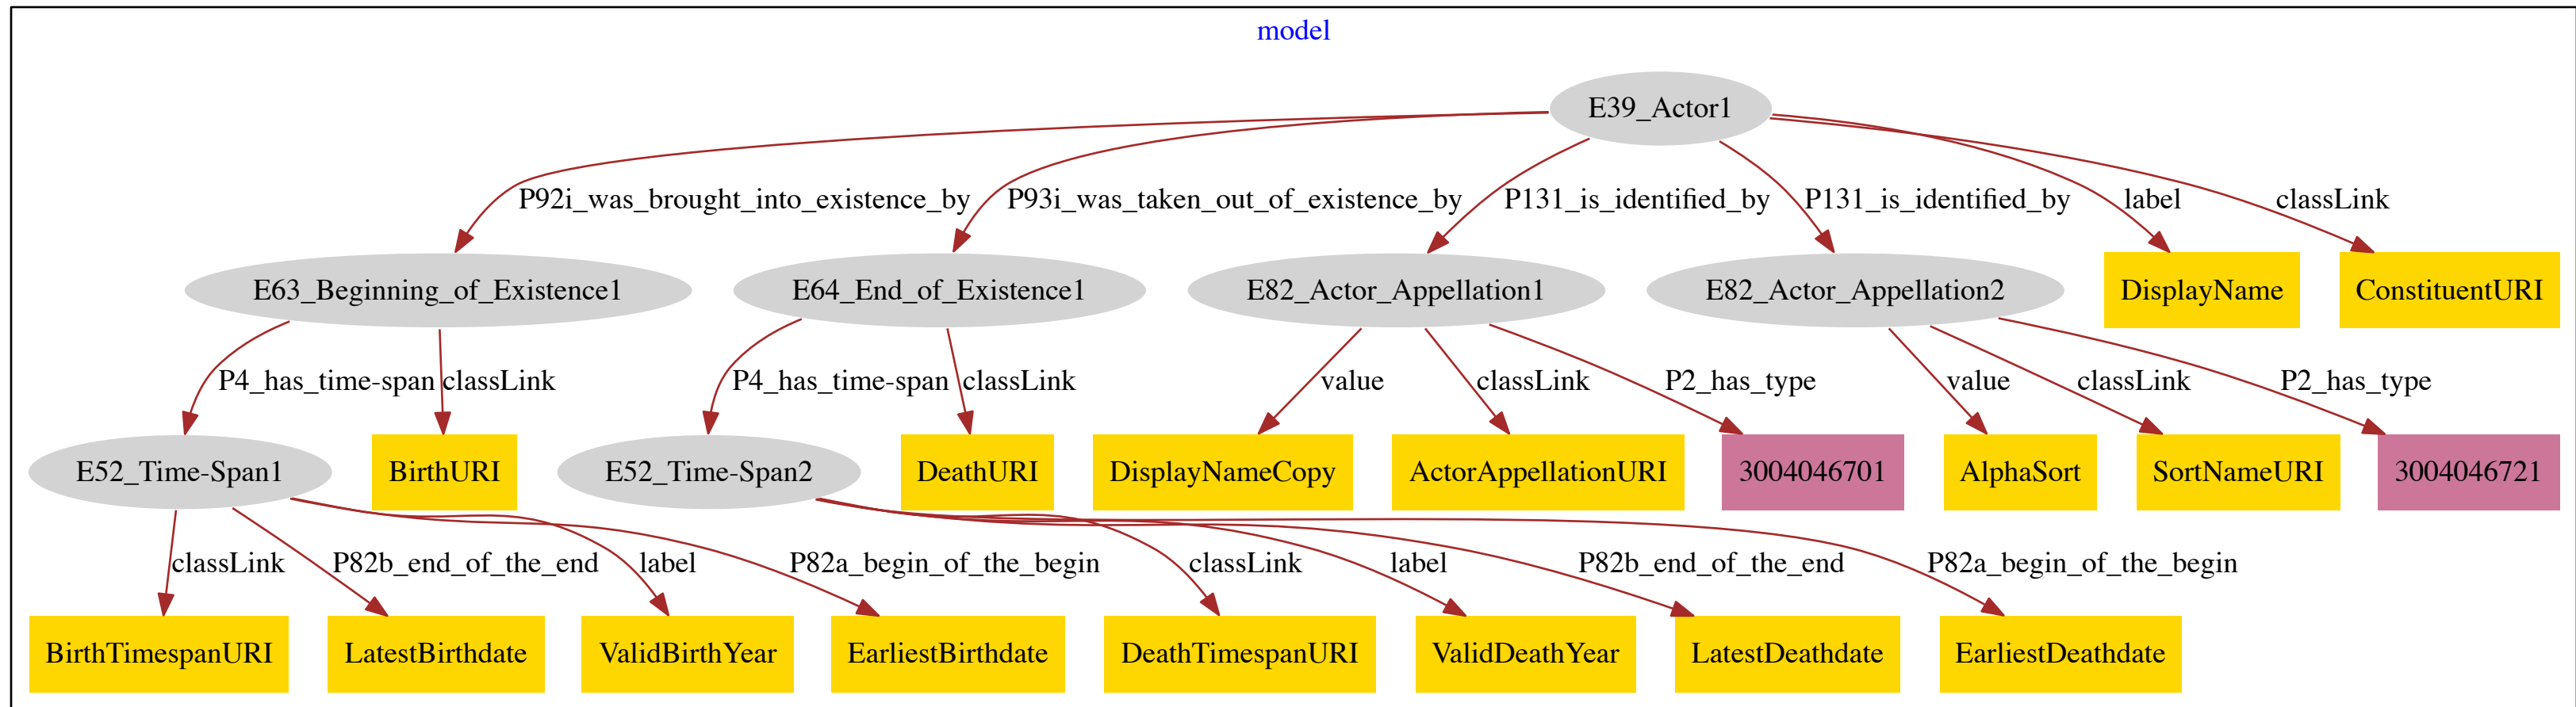 model
E39_Actor1
P92i_was_brought_into_existence_by P93i_was_taken_out_of_existence_by P131_is_identified_by P131_is_identified_by label classLink
E63_Beginning_of_Existence1 E64_End_of_Existence1 E82_Actor_Appellation1 E82_Actor_Appellation2 DisplayName ConstituentURI
P4_has_time-span classLink P4_has_time-span classLink value classLink P2_has_type value classLink P2_has_type
E52_Time-Span1 BirthURI E52_Time-Span2 DeathURI DisplayNameCopy ActorAppellationURI 3004046701 AlphaSort SortNameURI 3004046721
classLink P82b_end_of_the_end label P82a_begin_of_the_begin classLink label P82b_end_of_the_end P82a_begin_of_the_begin
BirthTimespanURI LatestBirthdate ValidBirthYear EarliestBirthdate DeathTimespanURI ValidDeathYear LatestDeathdate EarliestDeathdate